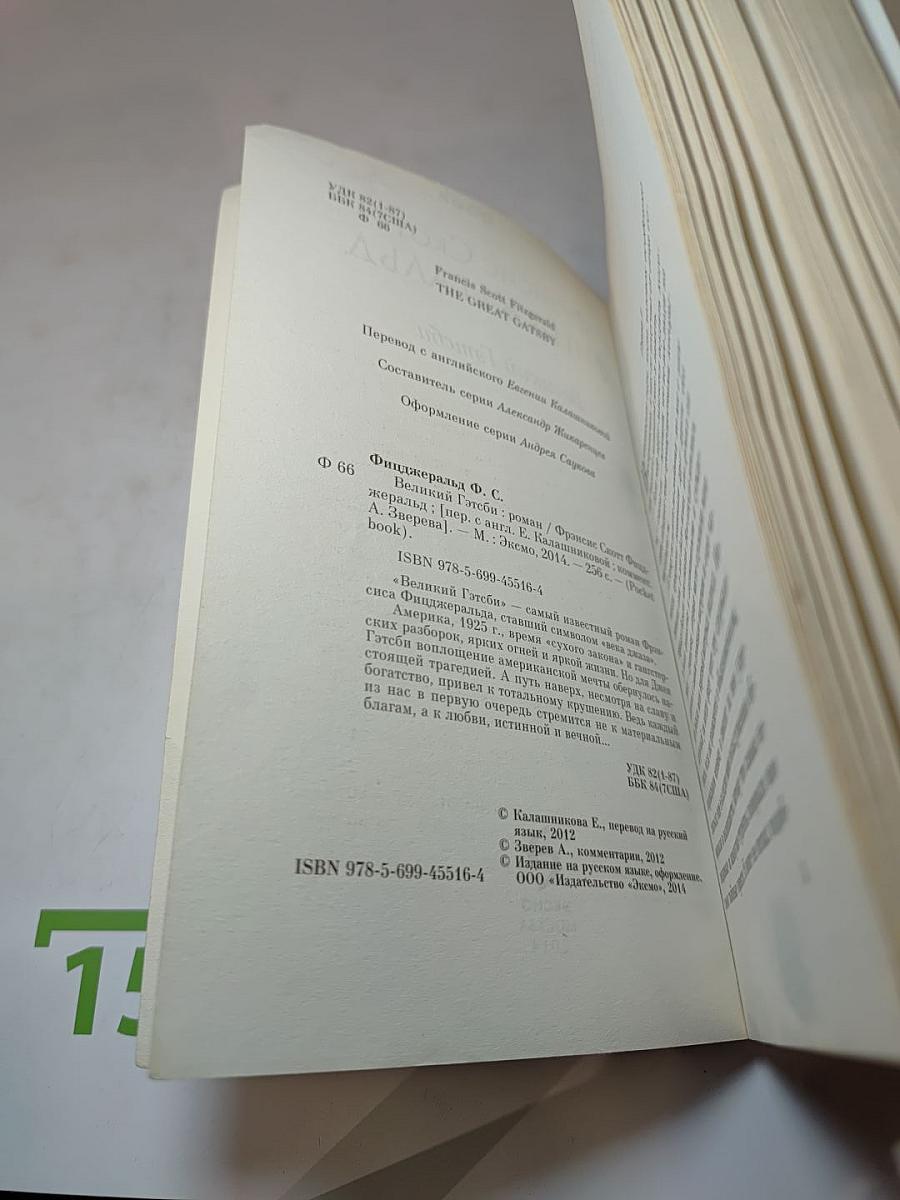 УДК 82(1-87)
ББК 84(7США)
Ф 66
Francis Scott Fitzgerald
THE GREAT GATSBY
Перевод с английского Евгении Калашниковой
Составитель серии Александр Жикаренцев
Оформление серии Андрея Саукова
Фицджеральд Ф. С.
Ф 66
Великий Гэтсби : роман / Фрэнсис Скотт Фицд-
жеральд ; [пер. с англ. Е. Калашниковой ; коммент.
А. Зверева]. — М. : Эксмо, 2014. — 256 с. — (Pocket
book).
ISBN 978-5-699-45516-4
«Великий Гэтсби» — самый известный роман Фрэн-
сиса Фицджеральда, ставший символом «века джаза».
Америка, 1925 г., время «сухого закона» и гангстер-
ских разборок, ярких огней и яркой жизни. Но для Джея
Гэтсби воплощение американской мечты обернулось на-
стоящей трагедией. А путь наверх, несмотря на славу и
богатство, привел к тотальному крушению. Ведь каждый
из нас в первую очередь стремится не к материальным
благам, а к любви, истинной и вечной...
УДК 82(1-87)
ББК 84(7США)
© Калашникова Е., перевод на русский
язык, 2012
© Зверев А., комментарии, 2012
© Издание на русском языке, оформление.
ООО «Издательство «Эксмо», 2014
ISBN 978-5-699-45516-4
15